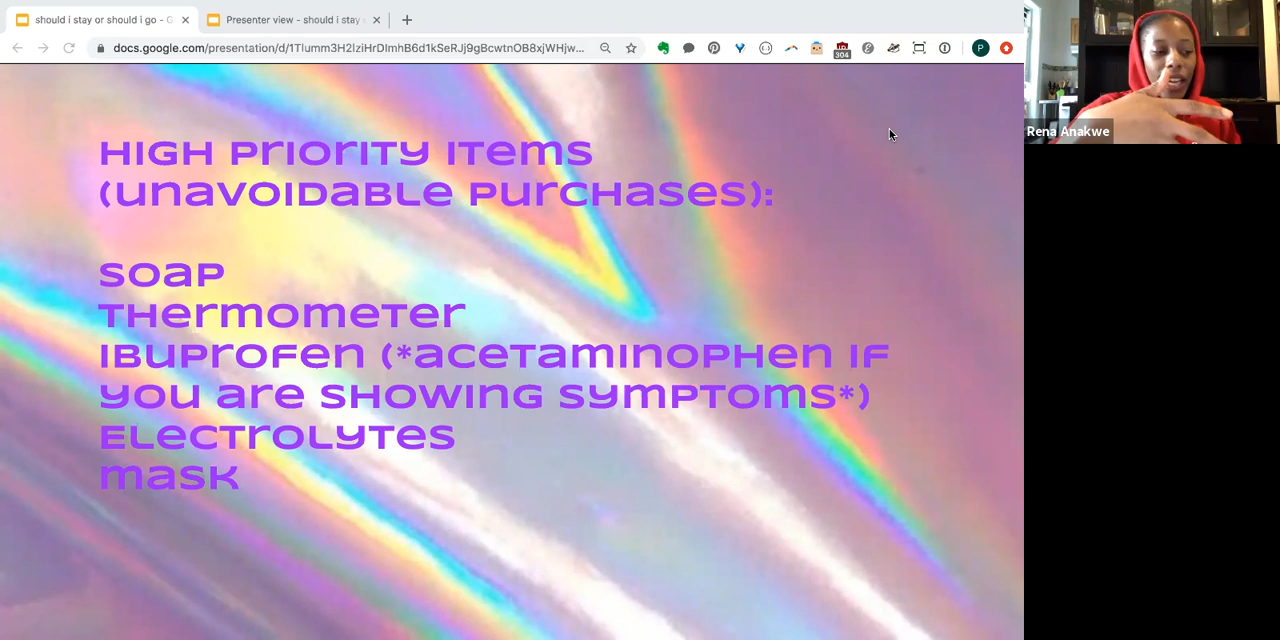 should i stay or should i go - G
Presenter view - should i stay
docs.google.com/presentation/d/1Tlumm3H2lziHrDlmhB6d1kSeRJj9gBcwtnOB8xjWHjw...
304
P
HIGH PRIORITY ITEMS
(UNAVOIDABLE PURCHASES):
SOAP
THERMOMETER
IBUPROFEN (*ACETAMINOPHEN IF
YOU ARE SHOWING SYMPTOMS*)
ELECTROLYTES
MASK
Rena Anakwe